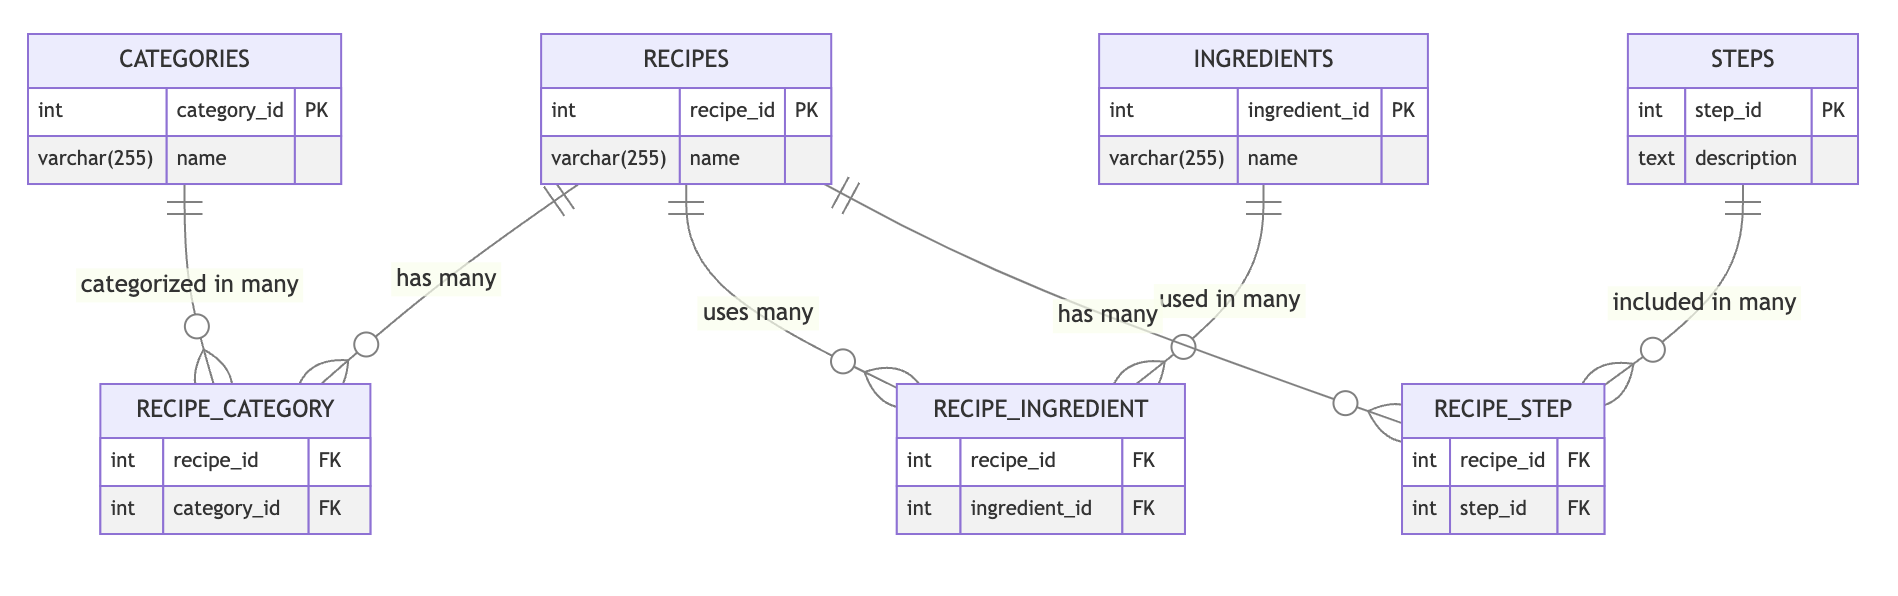 CATEGORIES
int category_id PK
varchar(255) name
RECIPES
int recipe_id PK
varchar(255) name
INGREDIENTS
int ingredient_id PK
varchar(255) name
STEPS
int step_id PK
text description
categorized in many
has many
uses many
has many
used in many
included in many
RECIPE_CATEGORY
int recipe_id FK
int category_id FK
RECIPE_INGREDIENT
int recipe_id FK
int ingredient_id FK
RECIPE_STEP
int recipe_id FK
int step_id FK